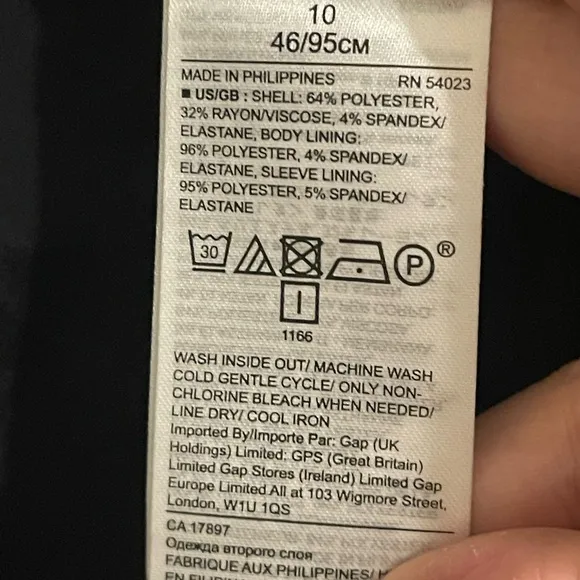 10
46/95CM
MADE IN PHILIPPINES RN 54023
■ US/GB : SHELL: 64% POLYESTER,
32% RAYON/VISCOSE, 4% SPANDEX/
ELASTANE, BODY LINING:
96% POLYESTER, 4% SPANDEX/
ELASTANE, SLEEVE LINING:
95% POLYESTER, 5% SPANDEX/
ELASTANE
30 P ®
1166
WASH INSIDE OUT/ MACHINE WASH
COLD GENTLE CYCLE/ ONLY NON-
CHLORINE BLEACH WHEN NEEDED/
LINE DRY/ COOL IRON
Imported By/Importe Par: Gap (UK
Holdings) Limited: GPS (Great Britain)
Limited Gap Stores (Ireland) Limited Gap
Europe Limited All at 103 Wigmore Street,
London, W1U 1QS
CA 17897
Одежда второго слоя
FABRIQUE AUX PHILIPPINES/